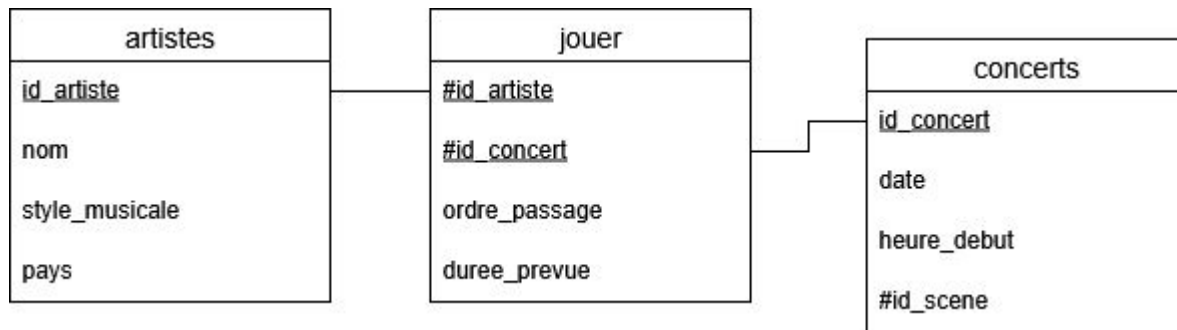 artistes
id_artiste
nom
style_musicale
pays
jouer
#id_artiste
#id_concert
ordre_passage
duree_prevue
concerts
id_concert
date
heure_debut
#id_scene